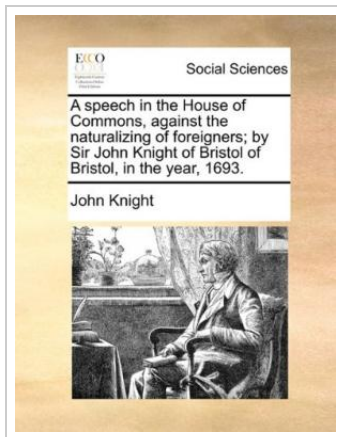 ECCO
Social Sciences
A speech in the House of
Commons, against the
naturalizing of foreigners; by
Sir John Knight of Bristol of
Bristol, in the year, 1693.
John Knight